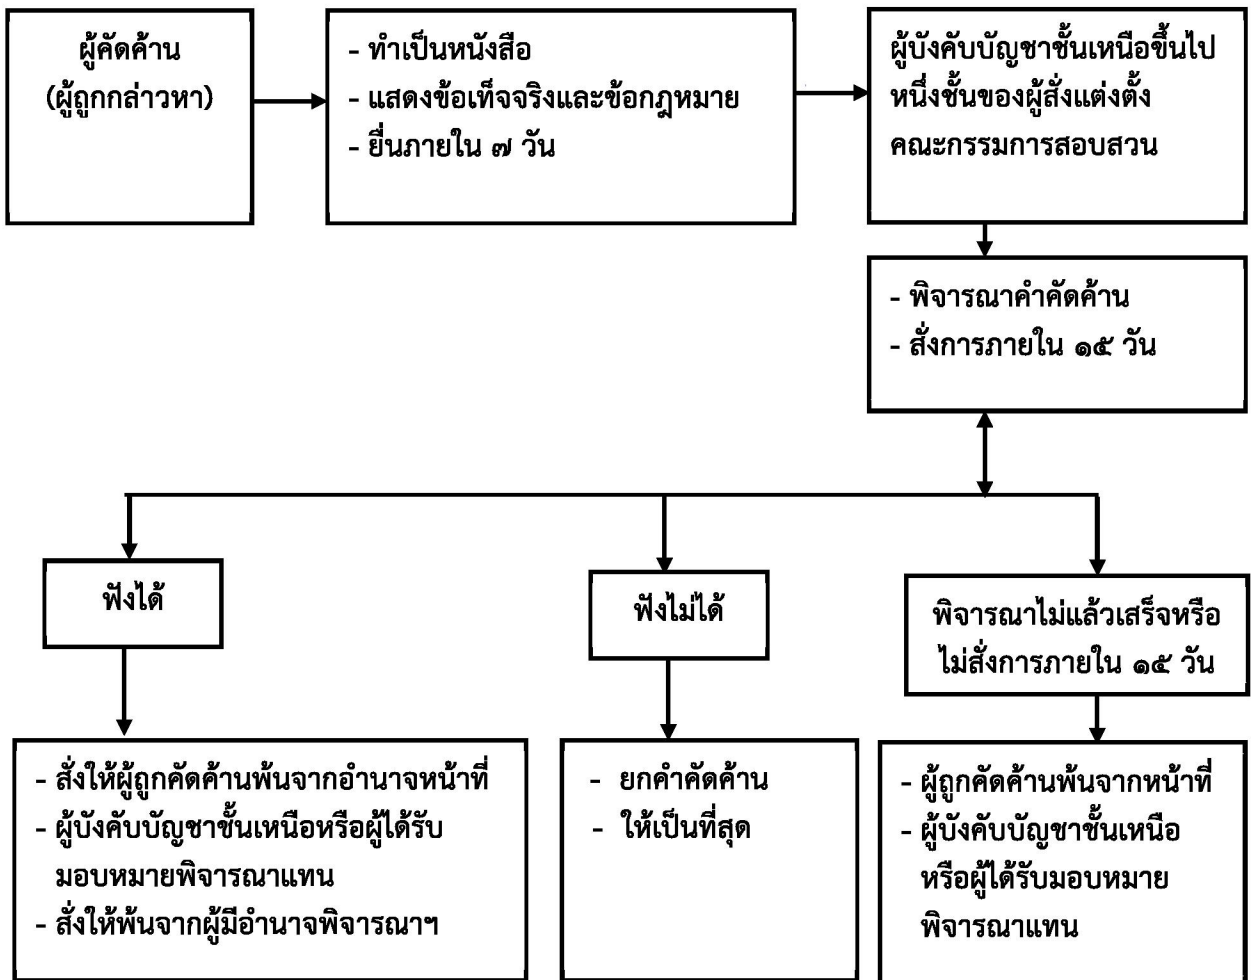 ผู้คัดค้าน
(ผู้ถูกกล่าวหา)
- ทำเป็นหนังสือ
- แสดงข้อเท็จจริงและข้อกฎหมาย
- ยื่นภายใน ๗ วัน
ผู้บังคับบัญชาชั้นเหนือขึ้นไป
หนึ่งชั้นของผู้สั่งแต่งตั้ง
คณะกรรมการสอบสวน
- พิจารณาคำคัดค้าน
- สั่งการภายใน ๑๕ วัน
ฟังได้
ฟังไม่ได้
พิจารณาไม่แล้วเสร็จหรือ
ไม่สั่งการภายใน ๑๕ วัน
- สั่งให้ผู้ถูกคัดค้านพ้นจากอำนาจหน้าที่
- ผู้บังคับบัญชาชั้นเหนือหรือผู้ได้รับ
มอบหมายพิจารณาแทน
- สั่งให้พ้นจากผู้มีอำนาจพิจารณาฯ
- ยกคำคัดค้าน
- ให้เป็นที่สุด
- ผู้ถูกคัดค้านพ้นจากหน้าที่
- ผู้บังคับบัญชาชั้นเหนือ
หรือผู้ได้รับมอบหมาย
พิจารณาแทน